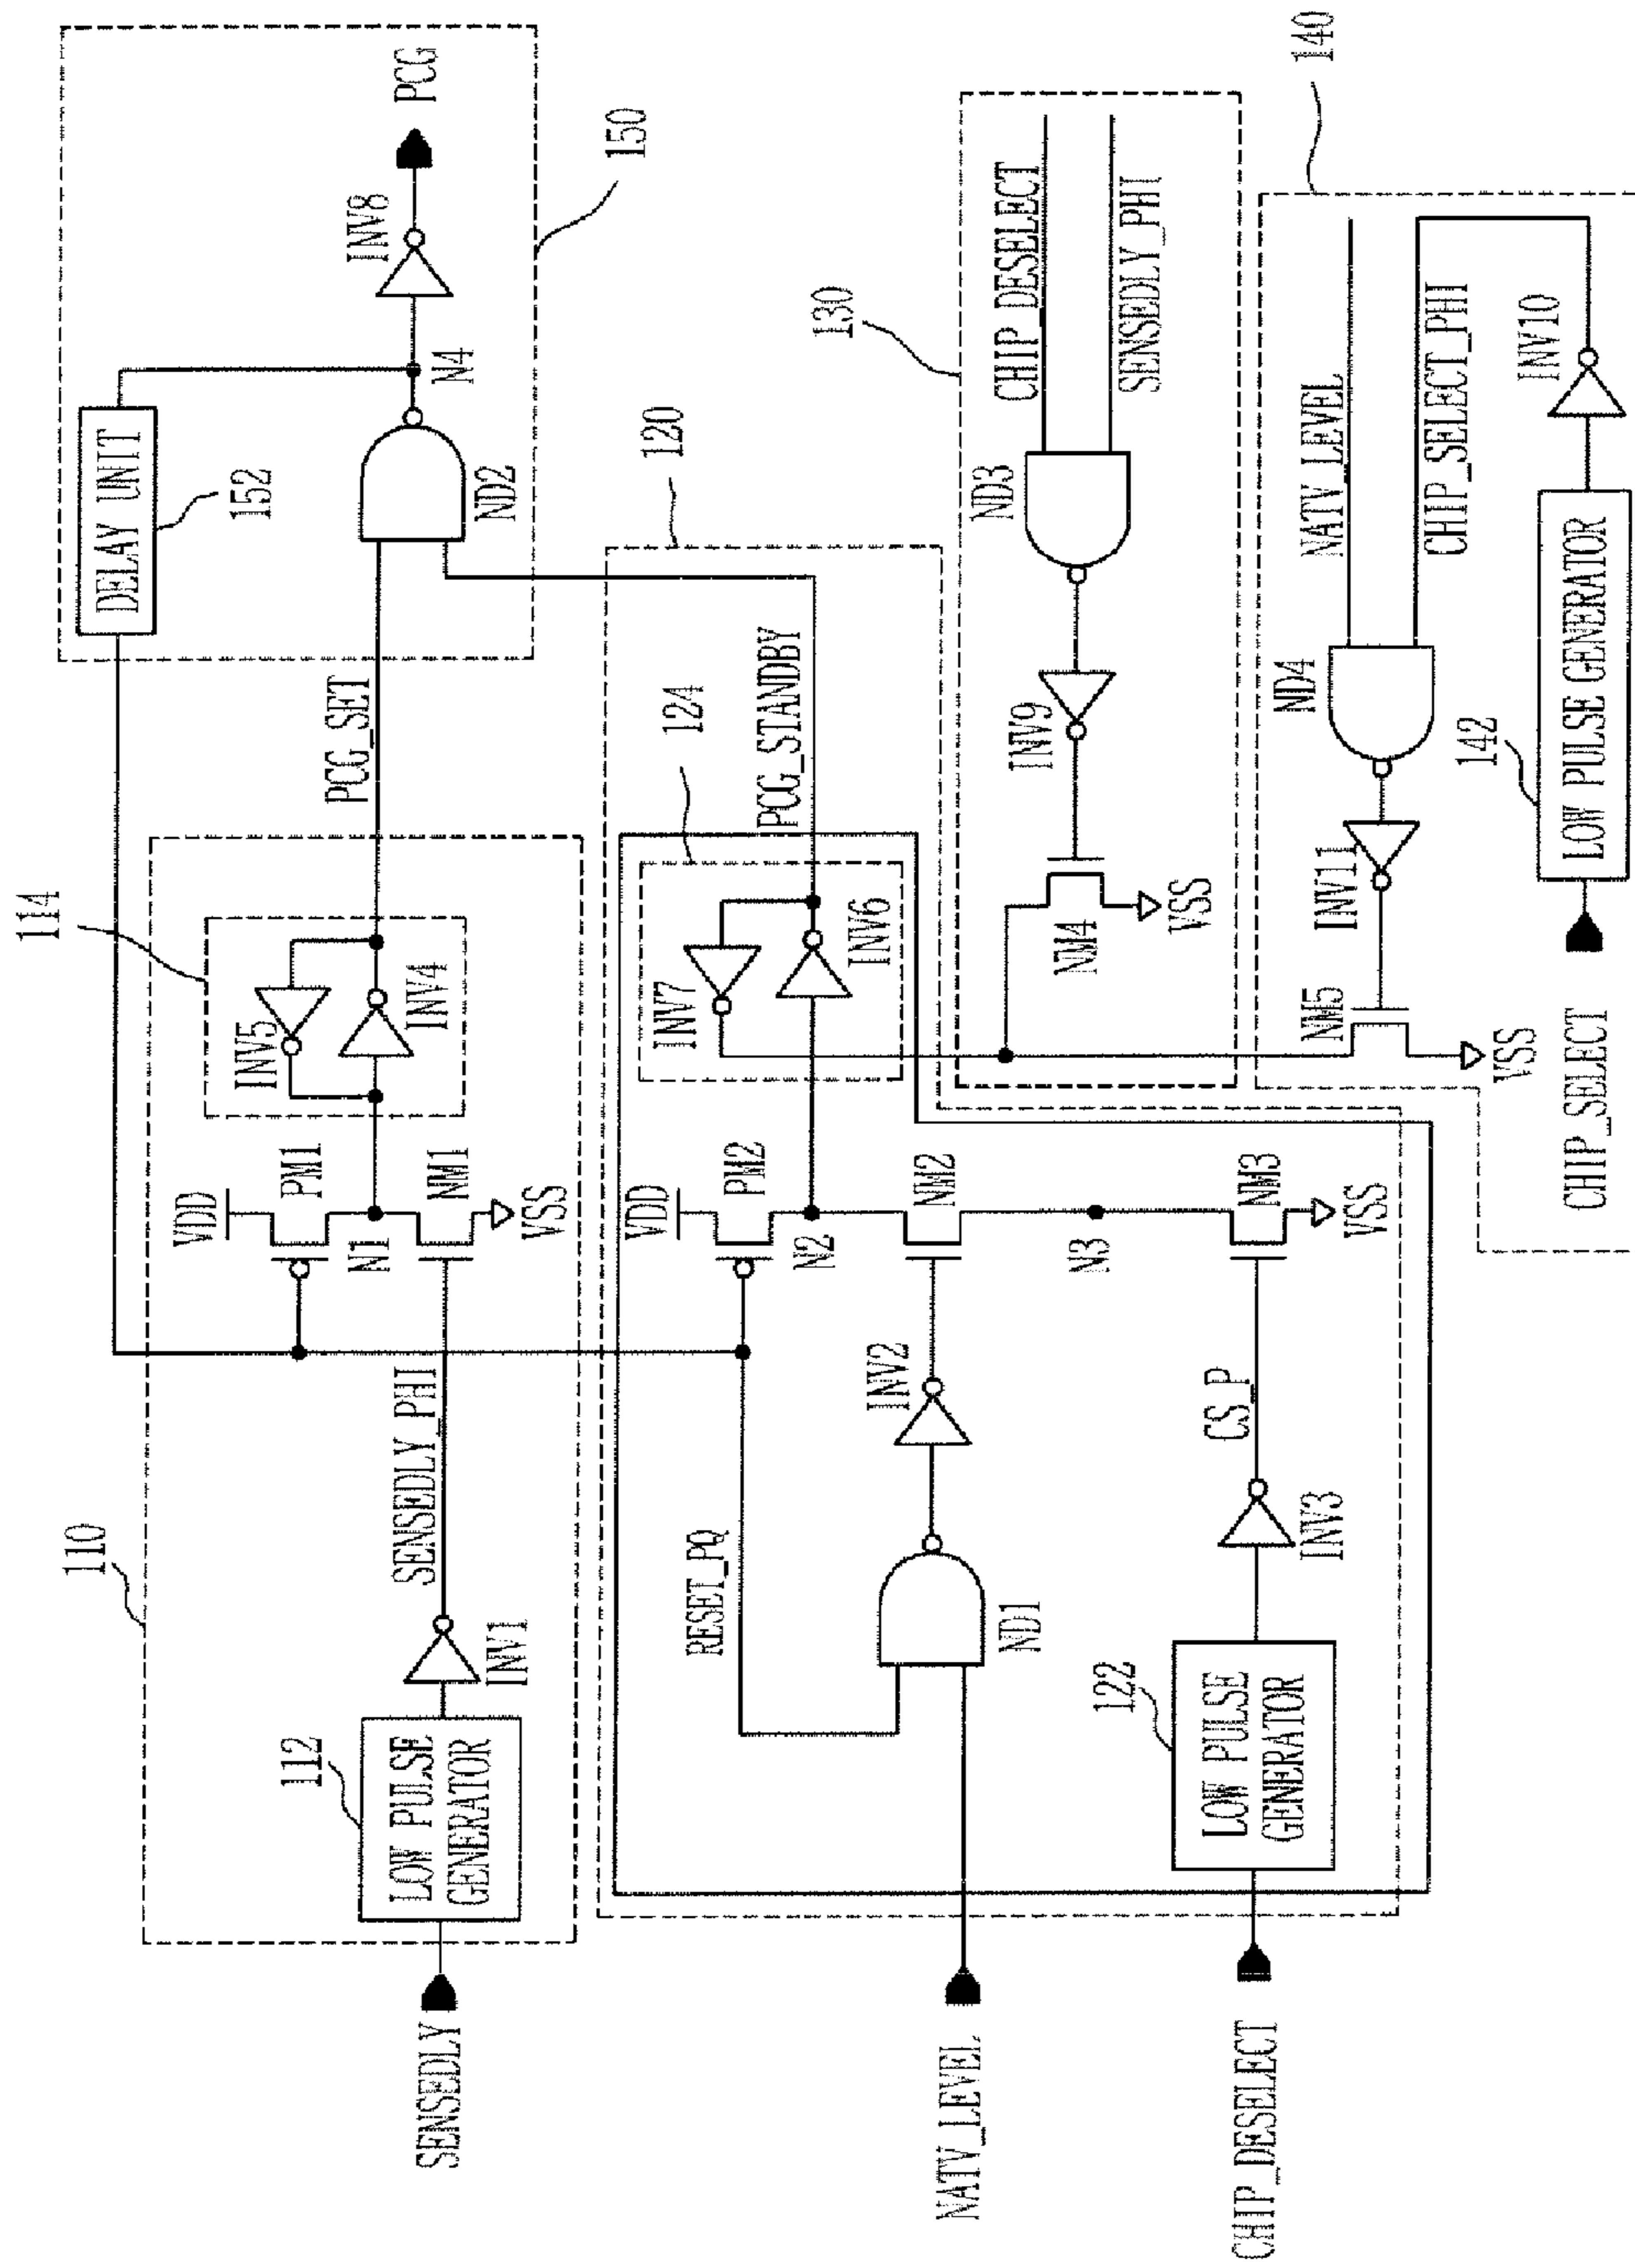 110
SENSEDLY
112
LOW PULSE
GENERATOR
INV1
SENSEDLY_PHI
VDD
PM1
N1
NM1
VSS
114
INV5
INV4
PCG_SET
DELAY UNIT
152
ND2
N4
INV8
PCG
150
120
RESET_PQ
NATV_LEVEL
ND1
INV2
CHIP_DESELECT
122
LOW PULSE
GENERATOR
INV3
CS_P
VDD
PM2
N2
NM2
N3
NM3
VSS
124
INV7
INV6
PCG_STANDBY
130
CHIP_DESELECT
SENSEDLY_PHI
ND3
INV9
NM4
VSS
140
NATV_LEVEL
CHIP_SELECT_PHI
ND4
INV11
NM5
VSS
CHIP_SELECT
142
LOW PULSE GENERATOR
INV10